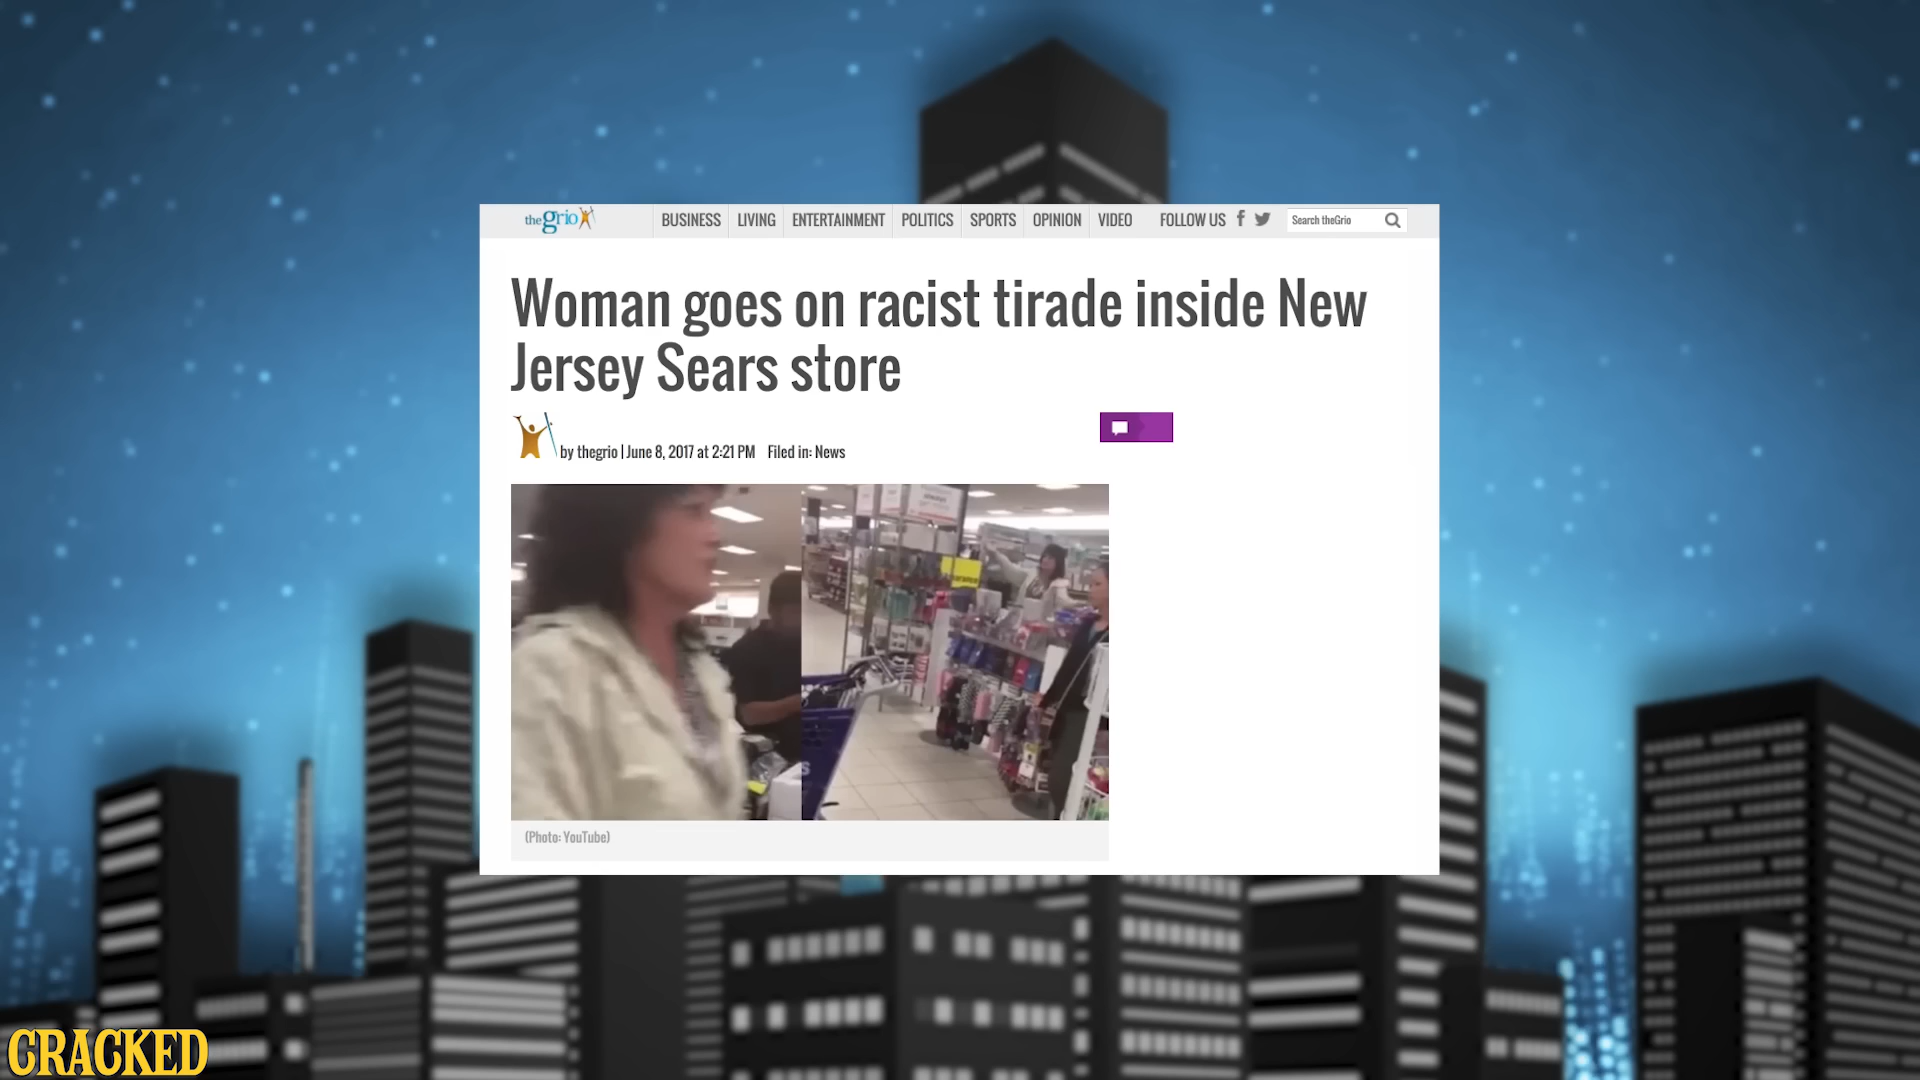 thegrio
BUSINESS LIVING ENTERTAINMENT POLITICS SPORTS OPINION VIDEO FOLLOW US Search theGrio
Woman goes on racist tirade inside New
Jersey Sears store
by thegrio | June 8, 2017 at 2:21 PM Filed in: News
(Photo: YouTube)
CRACKED